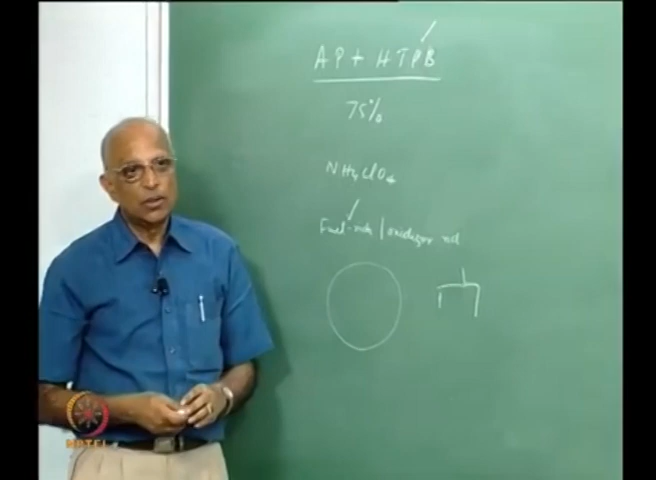 AP + HTPB
75%
NH4ClO4
Fuel-rich / oxidizer rich
NPTEL